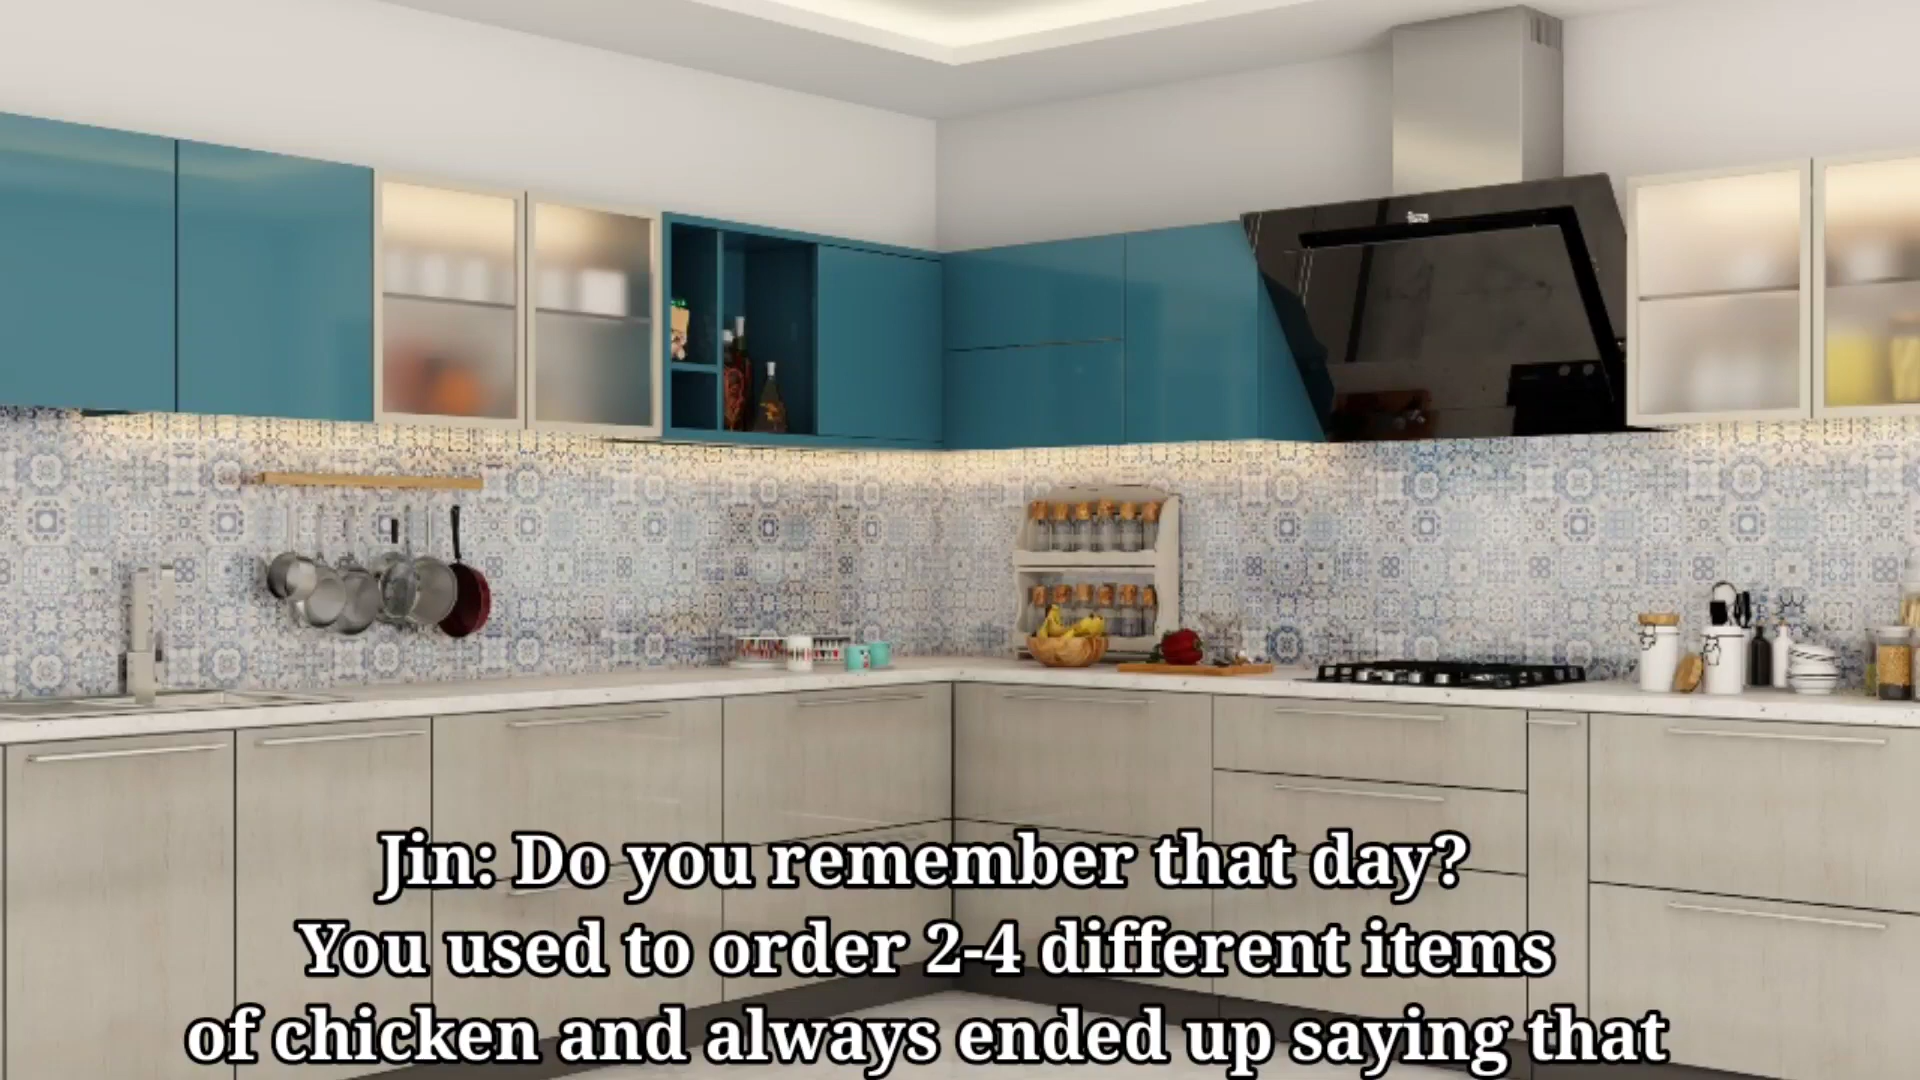 Jin: Do you remember that day?
You used to order 2-4 different items
of chicken and always ended up saying that